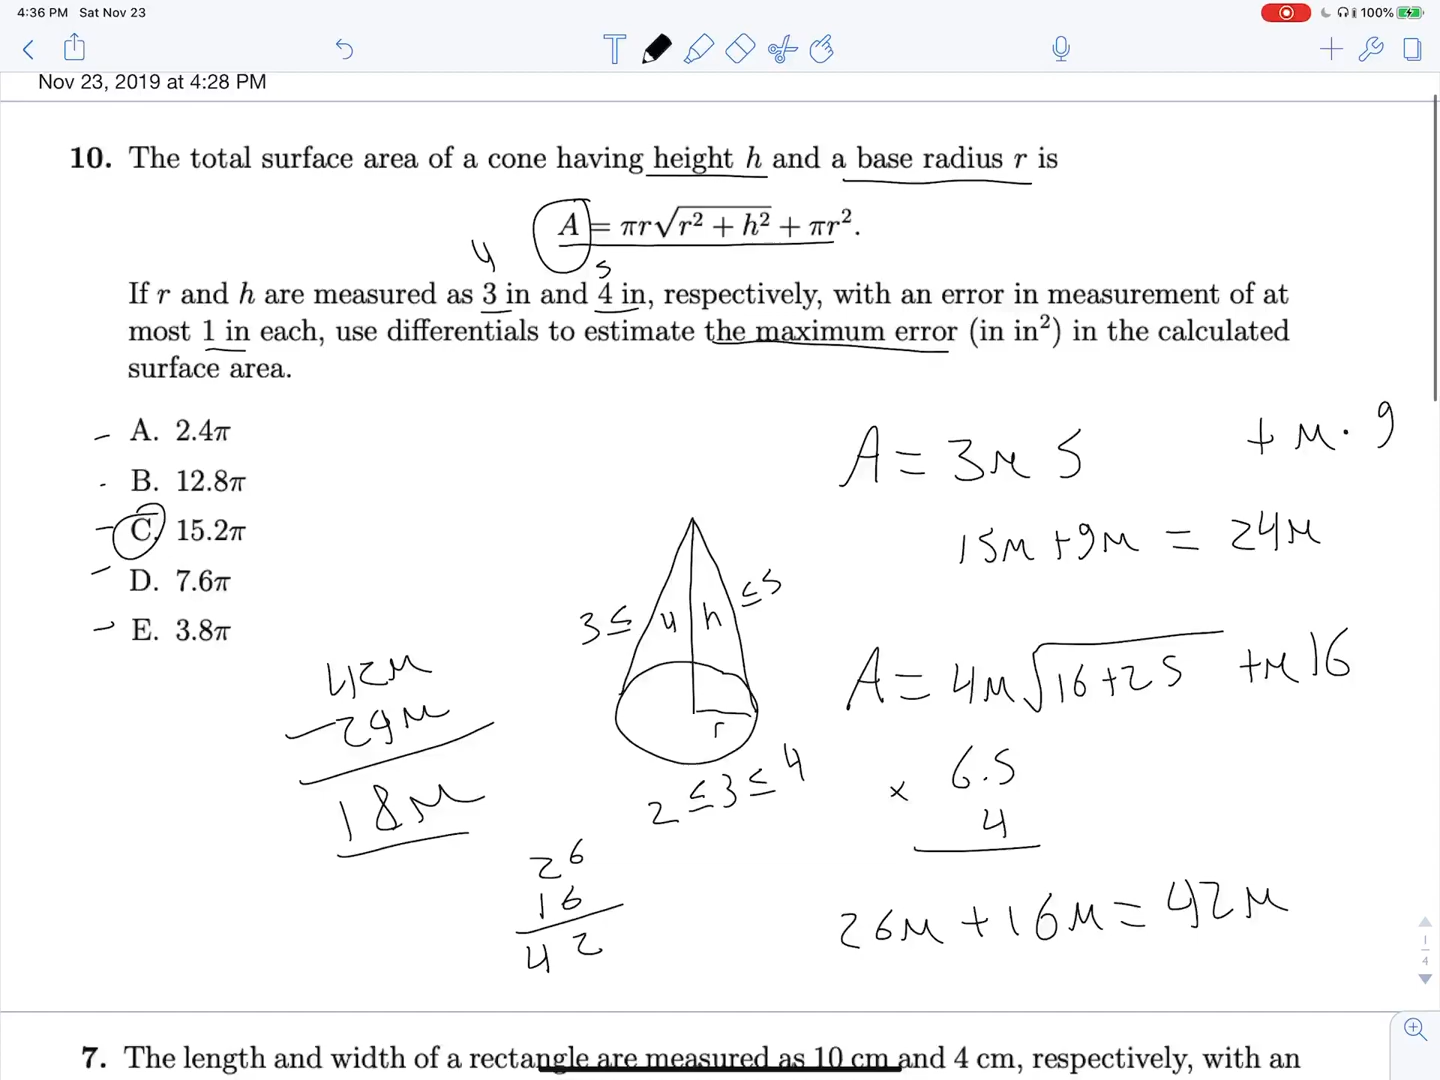 4:36 PM Sat Nov 23
100%
Nov 23, 2019 at 4:28 PM
10. The total surface area of a cone having height h and a base radius r is
A = πr√(r² + h²) + πr².
4
5
If r and h are measured as 3 in and 4 in, respectively, with an error in measurement of at
most 1 in each, use differentials to estimate the maximum error (in in²) in the calculated
surface area.
A. 2.4π
B. 12.8π
C. 15.2π
D. 7.6π
E. 3.8π
A = 3π 5 + π · 9
15π + 9π = 24π
3 ≤ 4 h ≤ 5
r
2 ≤ 3 ≤ 4
A = 4π√(16+25) + π16
6.5
× 4
26π + 16π = 42π
42π
- 24π
18π
26
16
42
1
4
7. The length and width of a rectangle are measured as 10 cm and 4 cm, respectively, with an